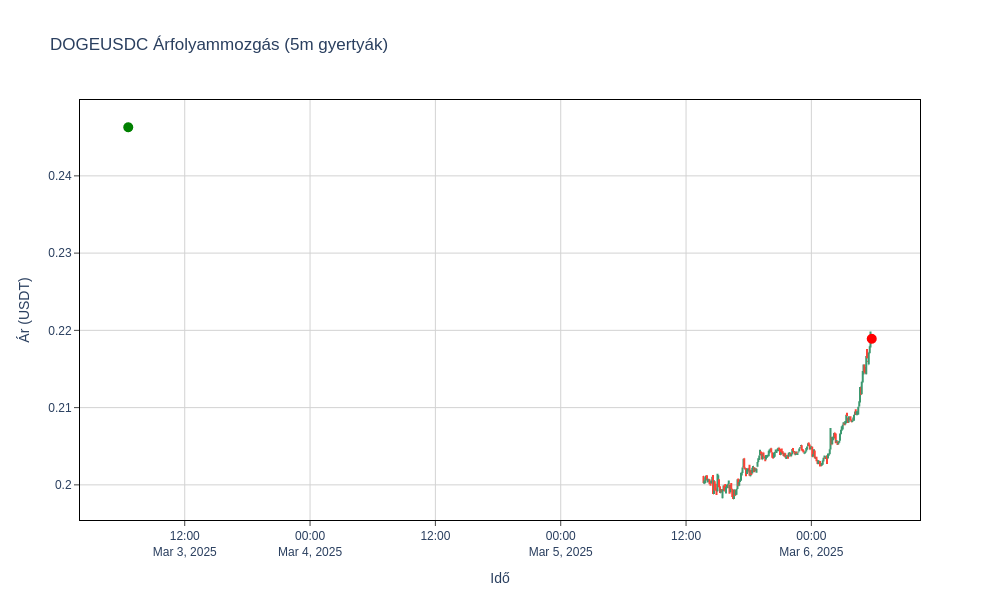 DOGEUSDC Árfolyammozgás (5m gyertyák)
Ár (USDT)
0.24
0.23
0.22
0.21
0.2
12:00
Mar 3, 2025
00:00
Mar 4, 2025
12:00
00:00
Mar 5, 2025
12:00
00:00
Mar 6, 2025
Idő